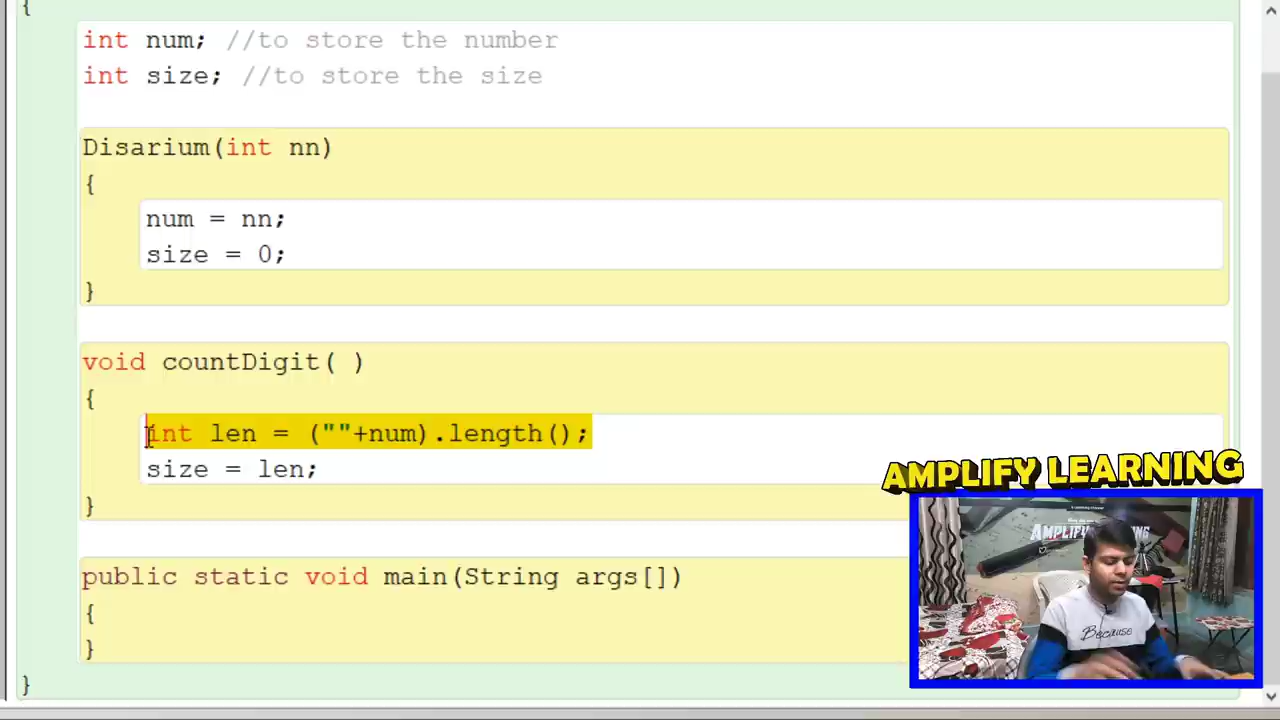 {
int num; //to store the number
int size; //to store the size
Disarium(int nn)
{
num = nn;
size = 0;
}
void countDigit( )
{
int len = (""+num).length();
size = len;
}
public static void main(String args[])
{
}
}
AMPLIFY LEARNING
Because